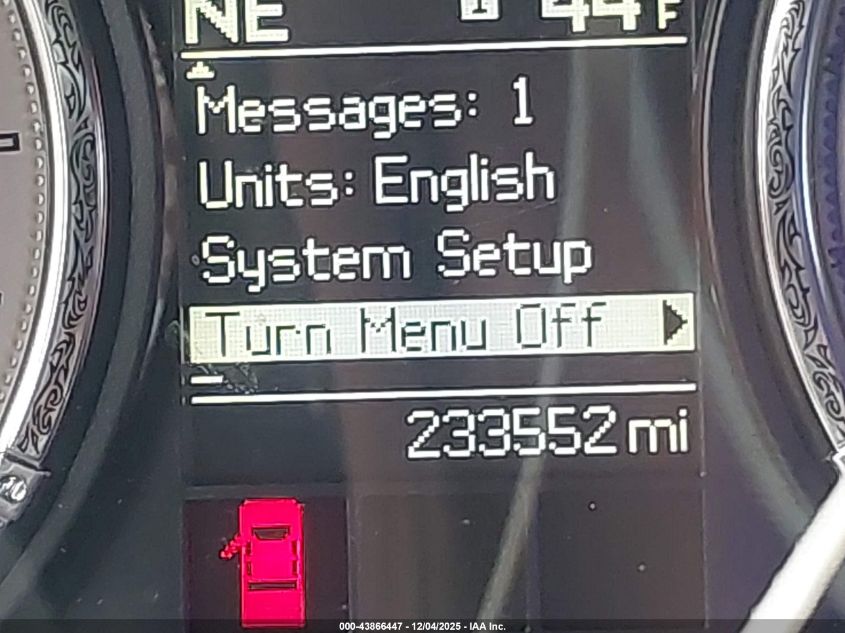 NE 44F
Messages: 1
Units: English
System Setup
Turn Menu Off
233552 mi
000-43866447 - 12/04/2025 - IAA Inc.